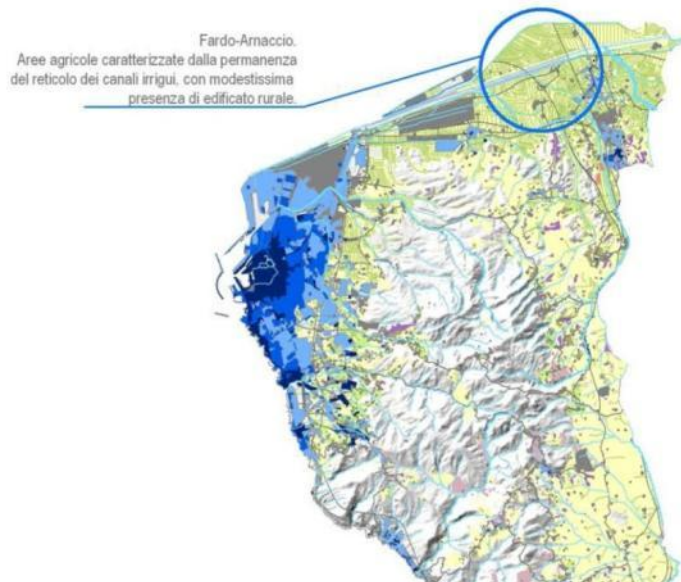 Fardo-Arnaccio.
Aree agricole caratterizzate dalla permanenza
del reticolo dei canali irrigui, con modestissima
presenza di edificato rurale.